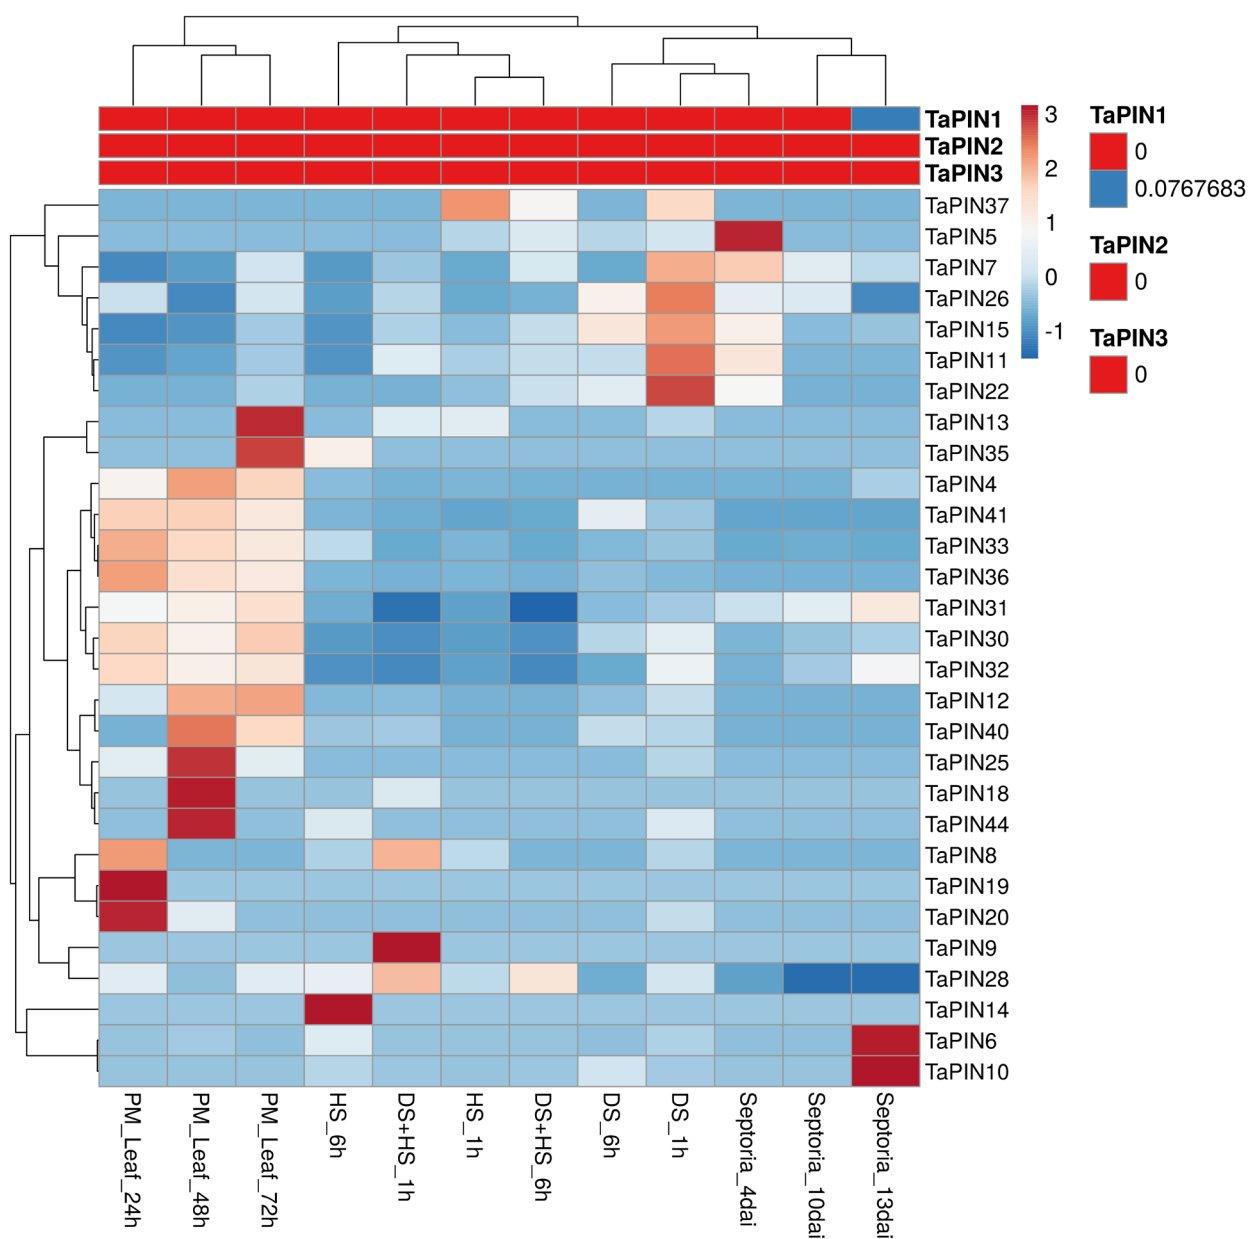 TaPIN1
TaPIN2
TaPIN3
TaPIN37
TaPIN5
TaPIN7
TaPIN26
TaPIN15
TaPIN11
TaPIN22
TaPIN13
TaPIN35
TaPIN4
TaPIN41
TaPIN33
TaPIN36
TaPIN31
TaPIN30
TaPIN32
TaPIN12
TaPIN40
TaPIN25
TaPIN18
TaPIN44
TaPIN8
TaPIN19
TaPIN20
TaPIN9
TaPIN28
TaPIN14
TaPIN6
TaPIN10
PM_Leaf_24h
PM_Leaf_48h
PM_Leaf_72h
HS_6h
DS+HS_1h
HS_1h
DS+HS_6h
DS_6h
DS_1h
Septoria_4dai
Septoria_10dai
Septoria_13dai
3
2
1
0
-1
TaPIN1
0
0.0767683
TaPIN2
0
TaPIN3
0